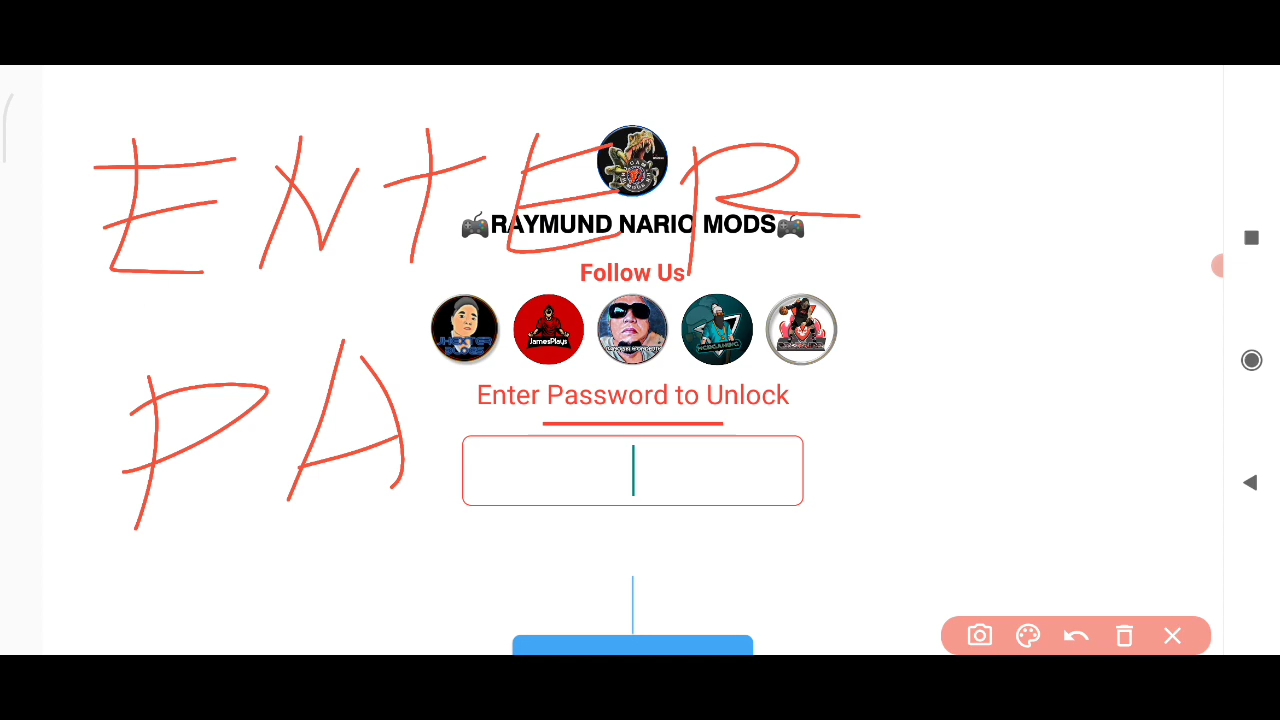 ENTER
🎮RAYMUND NARIO MODS🎮
Follow Us
JamesPlays
Enter Password to Unlock
PA